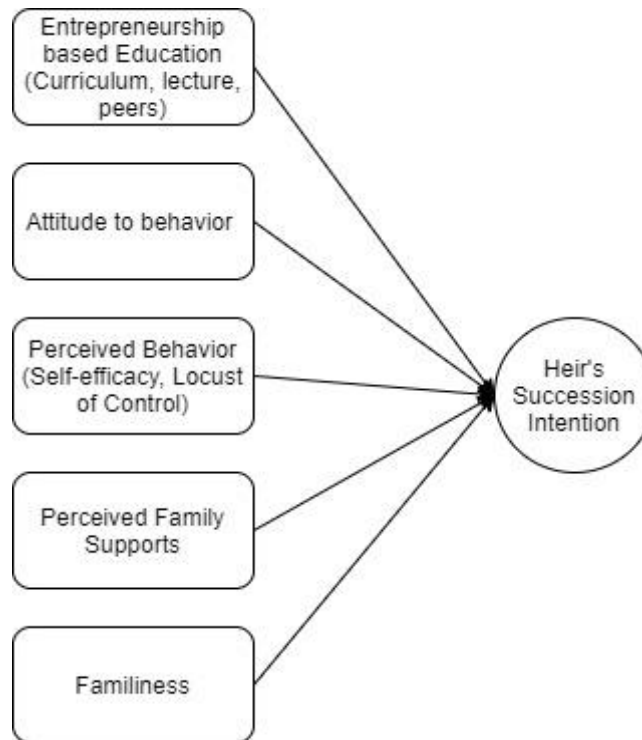 Entrepreneurship
based Education
(Curriculum, lecture,
peers)
Attitude to behavior
Perceived Behavior
(Self-efficacy, Locust
of Control)
Perceived Family
Supports
Familiness
Heir's
Succession
Intention